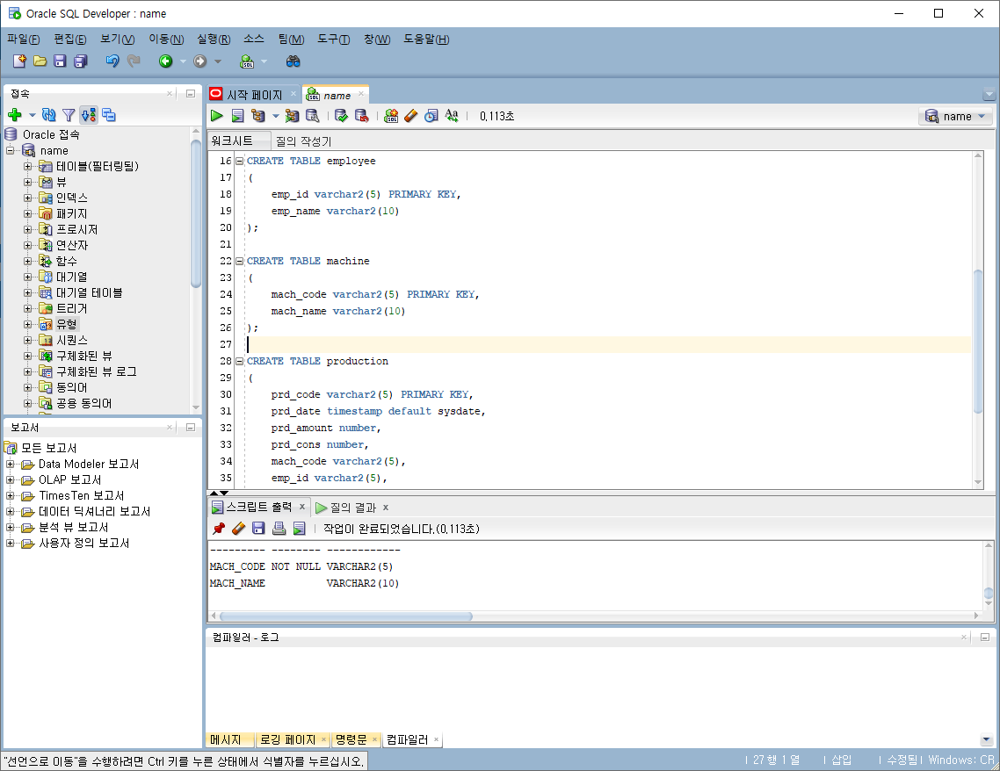 Oracle SQL Developer : name
파일(F) 편집(E) 보기(V) 이동(N) 실행(R) 소스 팀(M) 도구(T) 창(W) 도움말(H)
접속
Oracle 접속
name
테이블(필터링됨)
뷰
인덱스
패키지
프로시저
연산자
함수
대기열
대기열 테이블
트리거
유형
시퀀스
구체화된 뷰
구체화된 뷰 로그
동의어
공용 동의어
보고서
모든 보고서
Data Modeler 보고서
OLAP 보고서
TimesTen 보고서
데이터 딕셔너리 보고서
분석 뷰 보고서
사용자 정의 보고서
시작 페이지 name
0.113초 name
워크시트 질의 작성기
16 CREATE TABLE employee
17 (
18 emp_id varchar2(5) PRIMARY KEY,
19 emp_name varchar2(10)
20 );
21
22 CREATE TABLE machine
23 (
24 mach_code varchar2(5) PRIMARY KEY,
25 mach_name varchar2(10)
26 );
27
28 CREATE TABLE production
29 (
30 prd_code varchar2(5) PRIMARY KEY,
31 prd_date timestamp default sysdate,
32 prd_amount number,
33 prd_cons number,
34 mach_code varchar2(5),
35 emp_id varchar2(5),
스크립트 출력 x 질의 결과 x
작업이 완료되었습니다.(0.113초)
--------- -------- ------------
MACH_CODE NOT NULL VARCHAR2(5)
MACH_NAME VARCHAR2(10)
컴파일러 - 로그
메시지 로깅 페이지 명령문 컴파일러
"선언으로 이동"을 수행하려면 Ctrl 키를 누른 상태에서 식별자를 누르십시오.
27 행 1 열 삽입 수정됨 Windows: CR